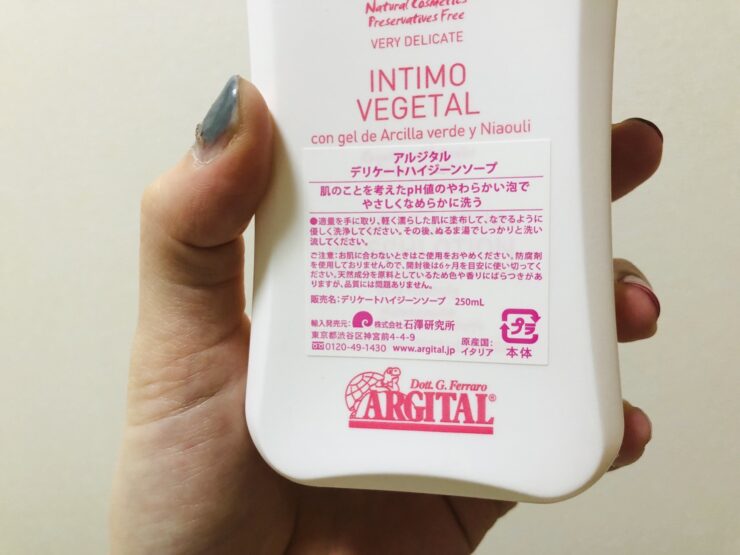 Natural Cosmetics
Preservatives Free
VERY DELICATE
INTIMO
VEGETAL
con gel de Arcilla verde y Niaouli
アルジタル
デリケートハイジーンソープ
肌のことを考えたpH値のやわらかい泡で
やさしくなめらかに洗う
●適量を手に取り、軽く濡らした肌に塗布して、なでるように
優しく洗浄してください。その後、ぬるま湯でしっかりと洗い
流してください。
ご注意：お肌に合わないときはご使用をおやめください。防腐剤
を使用しておりませんので、開封後は6ヶ月を目安に使い切ってく
ださい。天然成分を原料としているため色や香りにばらつきがあ
りますが、品質には問題ありません。
販売名：デリケートハイジーンソープ 250mL
輸入発売元： 株式会社 石澤研究所
東京都渋谷区神宮前4-4-9
0120-49-1430 www.argital.jp
原産国：
イタリア
プラ
本体
Dott. G. Ferraro
ARGITAL®